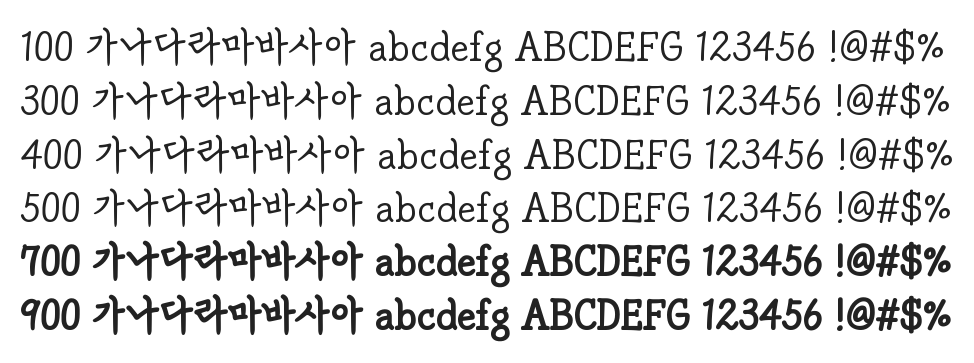 100 가나다라마바사아 abcdefg ABCDEFG 123456 !@#$%
300 가나다라마바사아 abcdefg ABCDEFG 123456 !@#$%
400 가나다라마바사아 abcdefg ABCDEFG 123456 !@#$%
500 가나다라마바사아 abcdefg ABCDEFG 123456 !@#$%
700 가나다라마바사아 abcdefg ABCDEFG 123456 !@#$%
900 가나다라마바사아 abcdefg ABCDEFG 123456 !@#$%